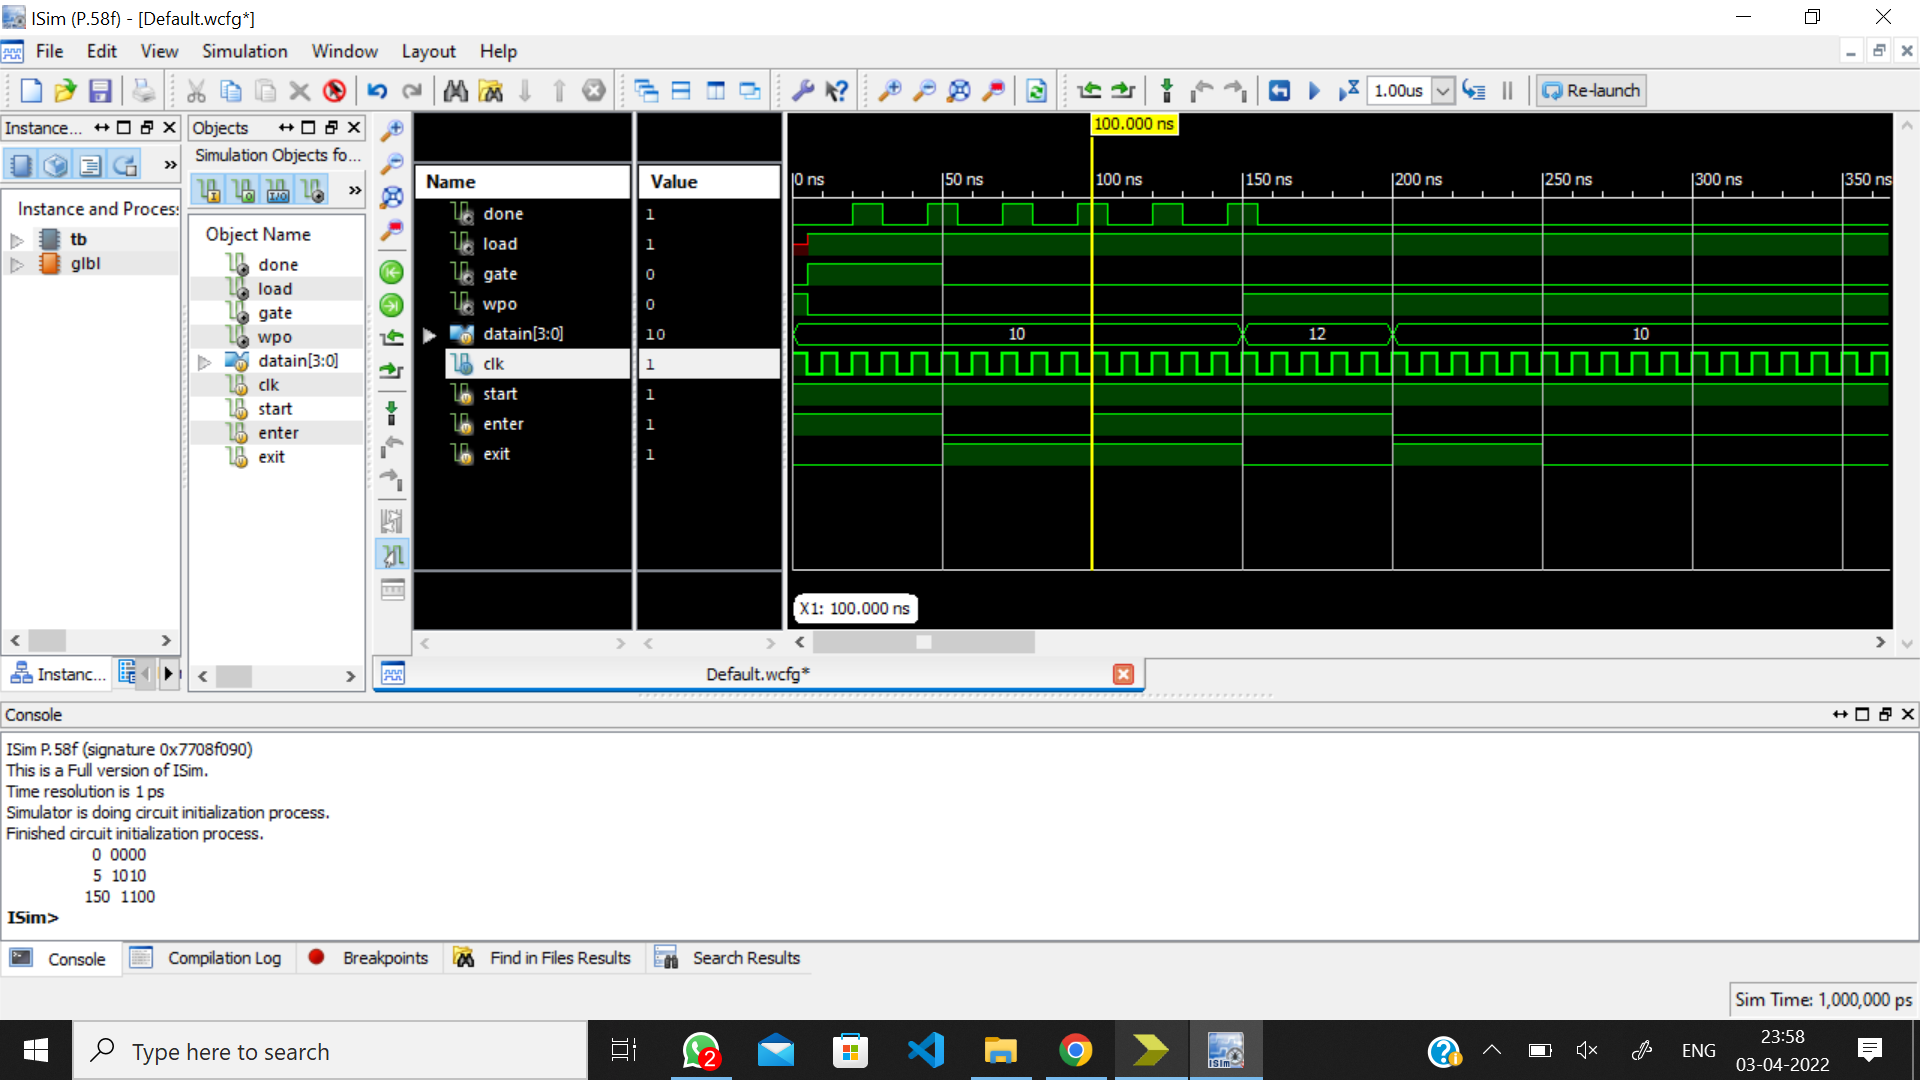 ISim (P.58f) - [Default.wcfg*]
File Edit View Simulation Window Layout Help
1.00us Re-launch
Instance...
Objects
Simulation Objects fo...
Instance and Process
tb
glbl
Object Name
done
load
gate
wpo
datain[3:0]
clk
start
enter
exit
Name Value
done 1
load 1
gate 0
wpo 0
datain[3:0] 10
clk 1
start 1
enter 1
exit 1
100.000 ns
0 ns 50 ns 100 ns 150 ns 200 ns 250 ns 300 ns 350 ns
10 12 10
X1: 100.000 ns
Instanc...
Default.wcfg*
Console
ISim P.58f (signature 0x7708f090)
This is a Full version of ISim.
Time resolution is 1 ps
Simulator is doing circuit initialization process.
Finished circuit initialization process.
0 0000
5 1010
150 1100
ISim>
Console Compilation Log Breakpoints Find in Files Results Search Results
Sim Time: 1,000,000 ps
Type here to search
2
ISim
ENG
23:58
03-04-2022